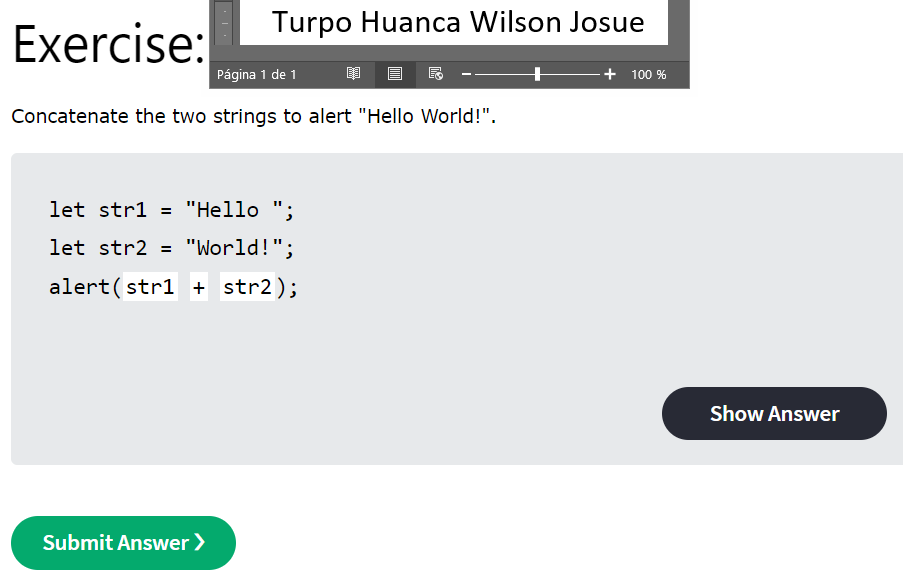 Turpo Huanca Wilson Josue
Exercise:
Página 1 de 1 100 %
Concatenate the two strings to alert "Hello World!".
let str1 = "Hello ";
let str2 = "World!";
alert(str1 + str2);
Show Answer
Submit Answer ❯